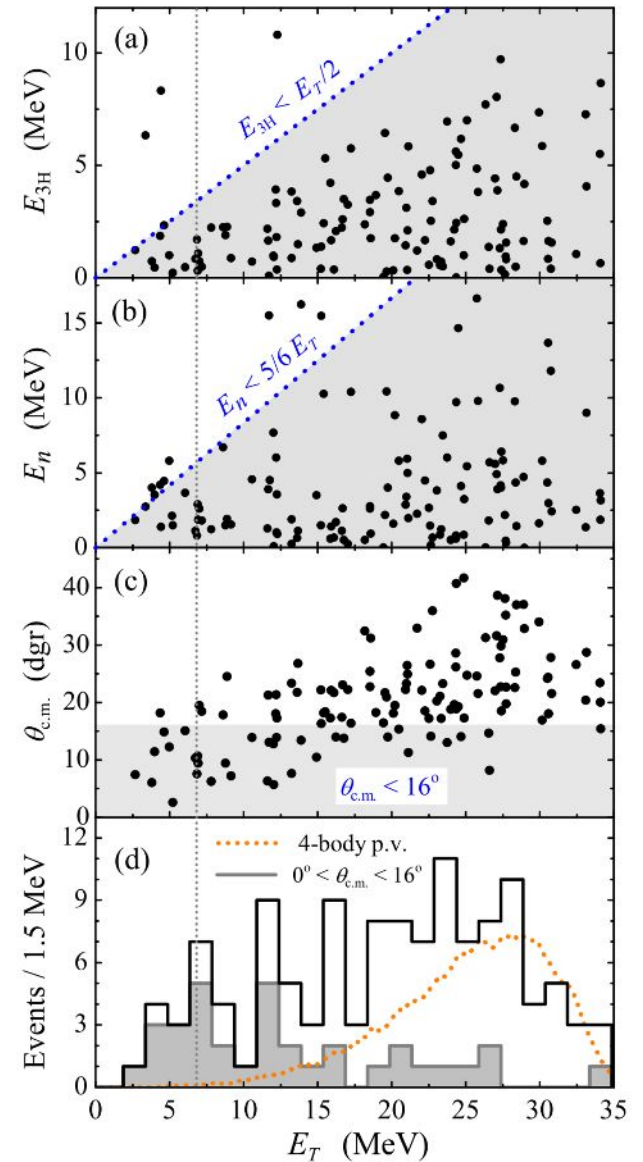 (a)
E3H < ET/2
E3H (MeV)
10
5
0
(b)
En < 5/6 ET
En (MeV)
15
10
5
0
(c)
θc.m. (dgr)
40
30
20
10
0
θc.m. < 16°
(d)
4-body p.v.
0° < θc.m. < 16°
Events / 1.5 MeV
12
9
6
3
0
0 5 10 15 20 25 30 35
ET (MeV)